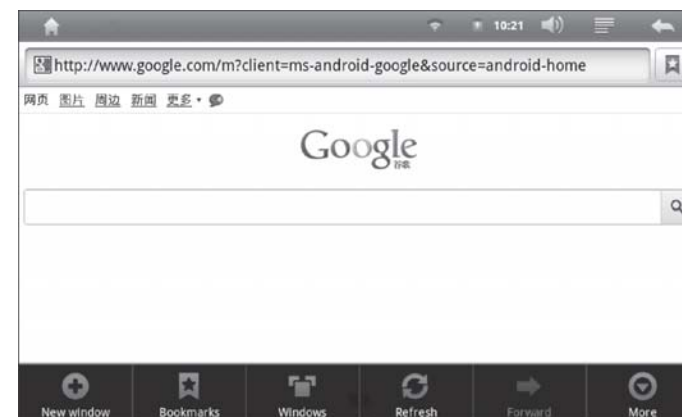 10:21
http://www.google.com/m?client=ms-android-google&source=android-home
网页 图片 周边 新闻 更多
Google
谷歌
New window Bookmarks Windows Refresh Forward More